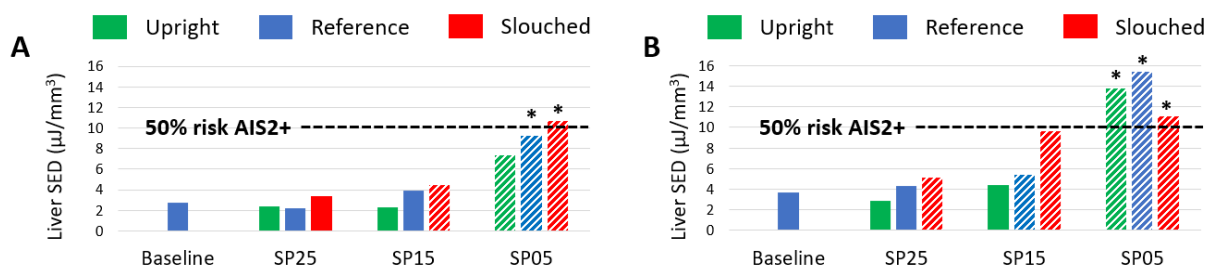 A
Upright Reference Slouched
Liver SED (µJ/mm³)
16
14
12
10
8
6
4
2
0
50% risk AIS2+
* *
Baseline SP25 SP15 SP05
B
Upright Reference Slouched
Liver SED (µJ/mm³)
16
14
12
10
8
6
4
2
0
50% risk AIS2+
* * *
Baseline SP25 SP15 SP05